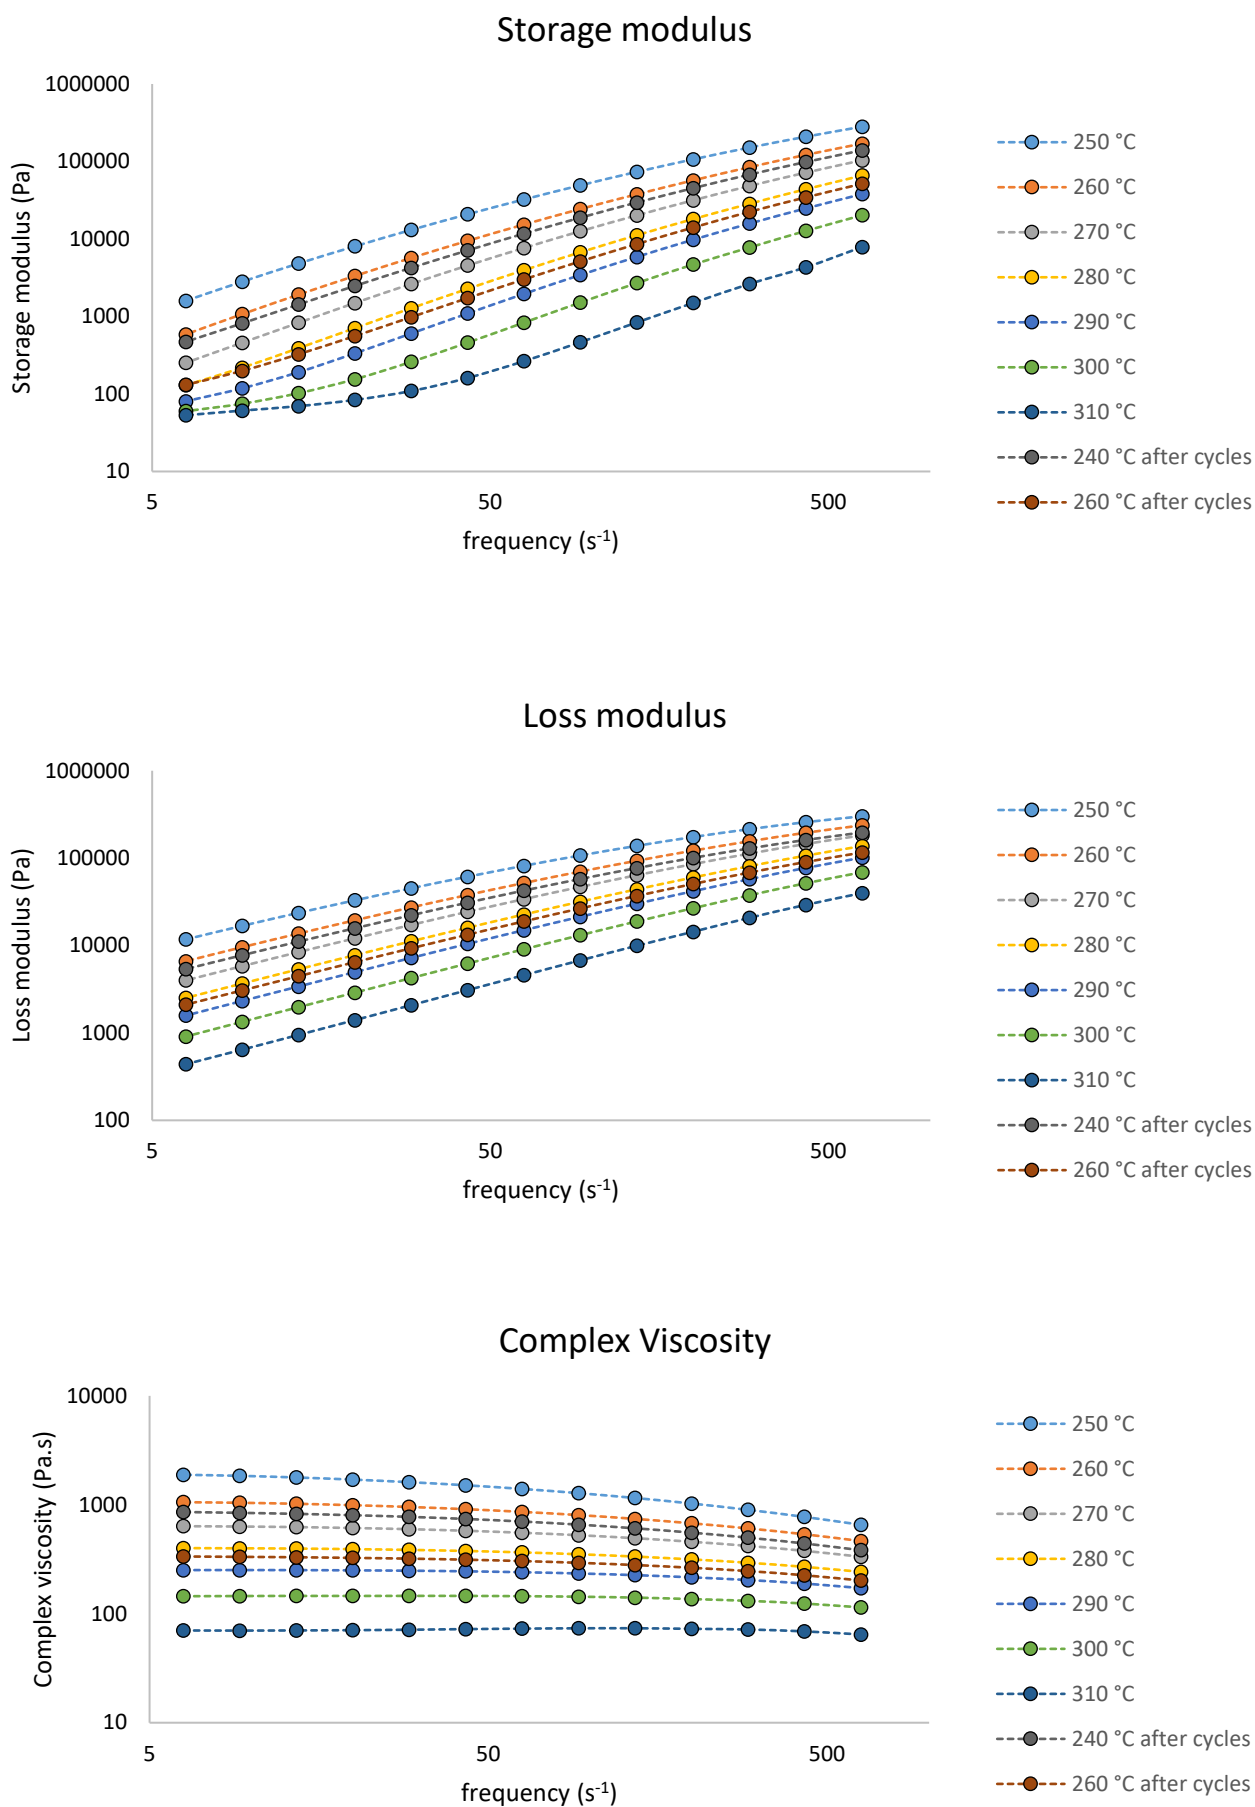 Storage modulus
1000000
100000
10000
1000
100
10
Storage modulus (Pa)
5
50
500
frequency (s-1)
250 °C
260 °C
270 °C
280 °C
290 °C
300 °C
310 °C
240 °C after cycles
260 °C after cycles
Loss modulus
1000000
100000
10000
1000
100
Loss modulus (Pa)
5
50
500
frequency (s-1)
250 °C
260 °C
270 °C
280 °C
290 °C
300 °C
310 °C
240 °C after cycles
260 °C after cycles
Complex Viscosity
10000
1000
100
10
Complex viscosity (Pa.s)
5
50
500
frequency (s-1)
250 °C
260 °C
270 °C
280 °C
290 °C
300 °C
310 °C
240 °C after cycles
260 °C after cycles